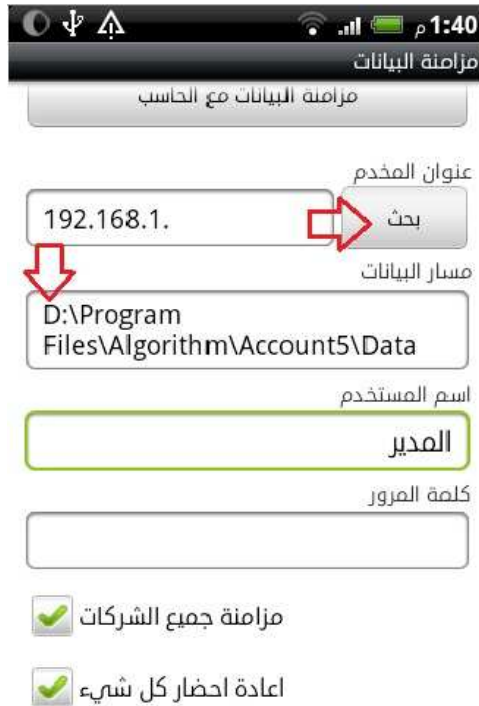 1:40 م
مزامنة البيانات
مزامنة البيانات مع الحاسب
عنوان المخدم
192.168.1.
بحث
مسار البيانات
D:\Program
Files\Algorithm\Account5\Data
اسم المستخدم
المدير
كلمة المرور
مزامنة جميع الشركات
اعادة احضار كل شيء